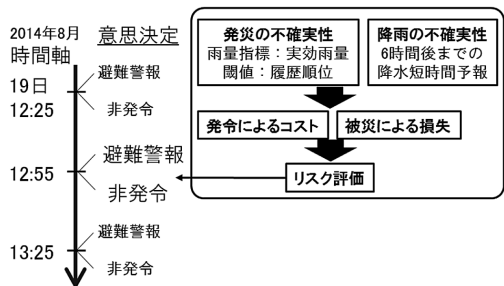 2014年8月
時間軸
意思決定
19日
12:25
避難警報
非発令
12:55
避難警報
非発令
13:25
避難警報
非発令
発災の不確実性
雨量指標：実効雨量
閾値：履歴順位
降雨の不確実性
6時間後までの
降水短時間予報
発令によるコスト
被災による損失
リスク評価